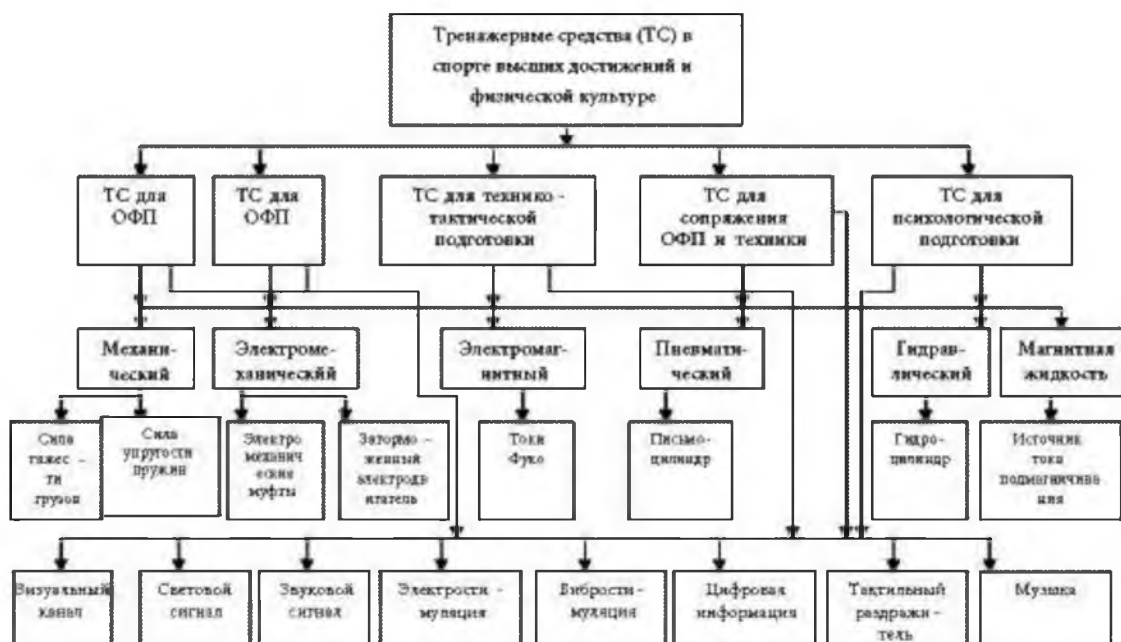 Тренажерные средства (ТС) в
спорте высших достижений и
физической культуре
ТС для
ОФП
ТС для
ОФП
ТС для технико -
тактической
подготовки
ТС для
сопряжения
ОФП и техники
ТС для
психологической
подготовки
Механи-
ческий
Электроме-
ханическйй
Электромаг-
нитный
Пневмати-
ческий
Гидрав-
лический
Магнитная
жидкость
Сила
тяжес -
ти
грузов
Сила
упругости
пружин
Электро
механич
еские
муфты
Затормо -
женный
электродв
игатель
Токи
Фуко
Письмо-
цилиндр
Гидро-
цилиндр
Источник
тока
подмагничива
ния
Визуальный
канал
Световой
сигнал
Звуковой
сигнал
Электрости -
муляция
Вибрости -
муляция
Цифровая
информация
Тактильный
раздражи -
тель
Музыка